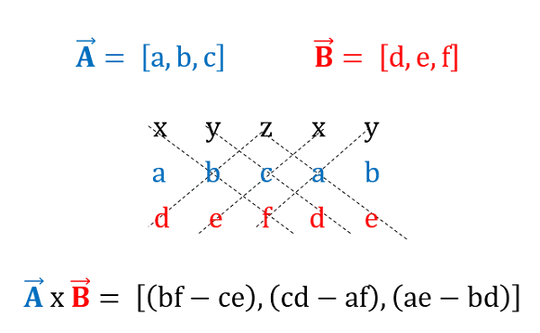 A⃗ = [a, b, c] B⃗ = [d, e, f]
x y z x y
a b c a b
d e f d e
A⃗ x B⃗ = [(bf − ce), (cd − af), (ae − bd)]